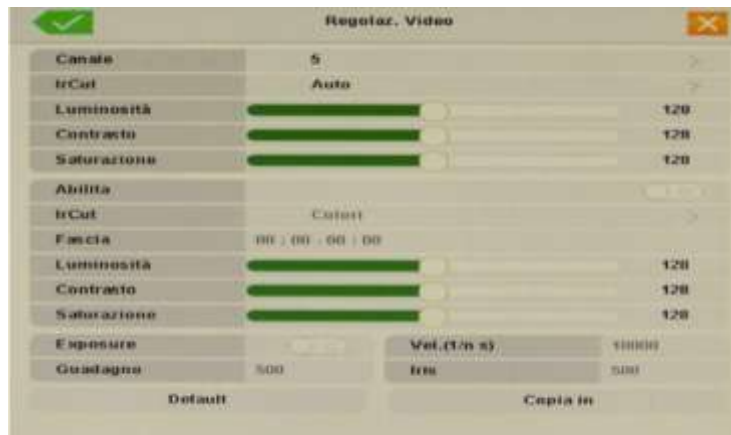 Regolaz. Video
Canale 5
IrCut Auto
Luminosità 128
Contrasto 128
Saturazione 128
Abilita
IrCut Colori
Fascia 00 : 00 - 00 : 00
Luminosità 128
Contrasto 128
Saturazione 128
Exposure Vel.(1/n s) 10000
Guadagno 500 Iris 500
Default Copia in